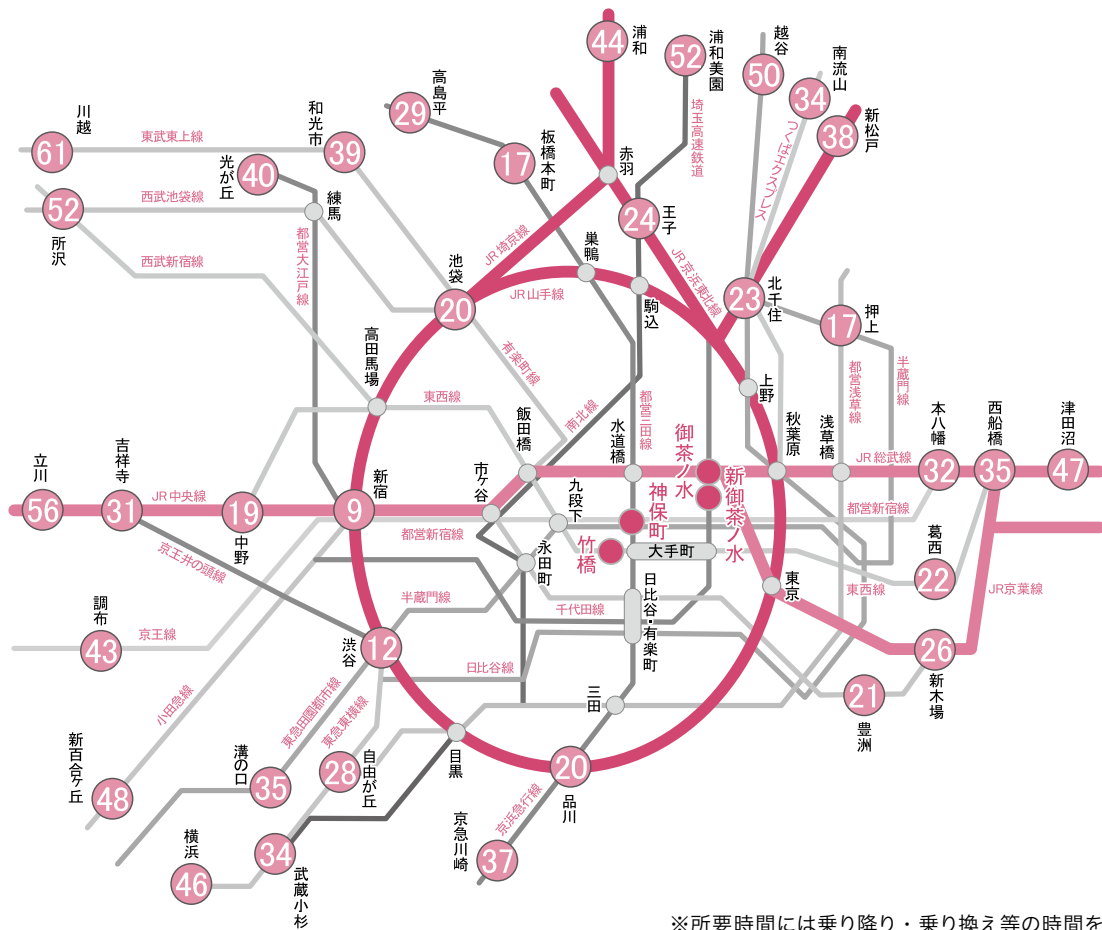 44
浦和
52
浦和美園
越谷
50
南流山
34
38
新松戸
高島平
29
板橋本町
17
埼玉高速鉄道
つくばエクスプレス
川越
61
東武東上線
和光市
39
赤羽
光が丘
40
練馬
52
所沢
西武池袋線
西武新宿線
都営大江戸線
24
王子
JR埼京線
JR京浜東北線
巣鴨
池袋
20
JR山手線
駒込
23
北千住
17
押上
有楽町線
高田馬場
東西線
南北線
都営三田線
上野
都営浅草線
半蔵門線
飯田橋
水道橋
御茶ノ水
秋葉原
浅草橋
JR総武線
本八幡
32
西船橋
35
津田沼
47
立川
56
吉祥寺
31
JR中央線
19
中野
新宿
9
市ヶ谷
九段下
神保町
新御茶ノ水
都営新宿線
都営新宿線
竹橋
大手町
永田町
京王井の頭線
葛西
22
東西線
JR京葉線
東京
半蔵門線
千代田線
日比谷・有楽町
調布
43
京王線
渋谷
12
日比谷線
26
新木場
21
豊洲
三田
小田急線
東急田園都市線
東急東横線
新百合ヶ丘
48
溝の口
35
28
自由が丘
目黒
20
品川
京浜急行線
京急川崎
37
横浜
46
34
武蔵小杉
※所要時間には乗り降り・乗り換え等の時間を